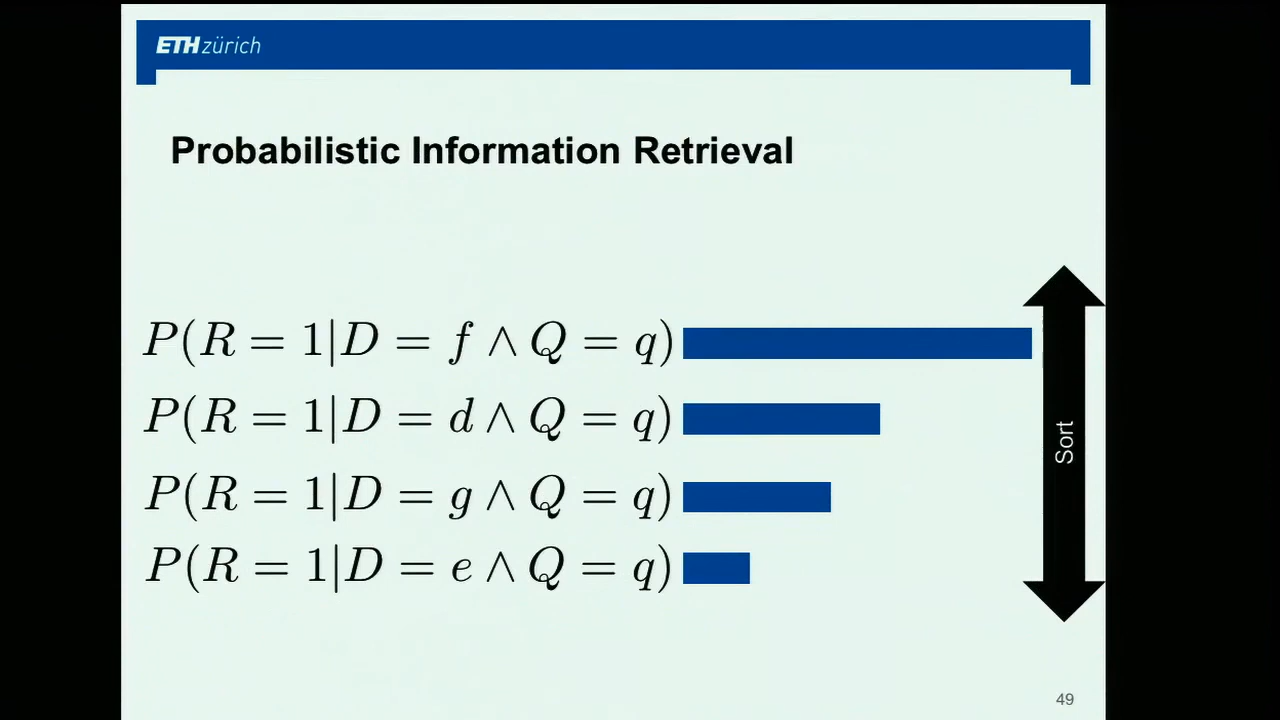 ETH zürich
Probabilistic Information Retrieval
P(R = 1|D = f ∧ Q = q)
P(R = 1|D = d ∧ Q = q)
P(R = 1|D = g ∧ Q = q)
P(R = 1|D = e ∧ Q = q)
Sort
49